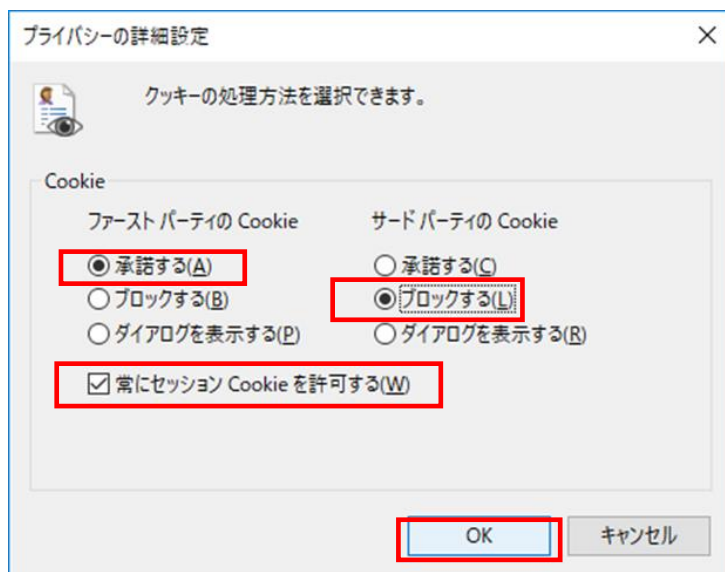 プライバシーの詳細設定
クッキーの処理方法を選択できます。
Cookie
ファースト パーティの Cookie
サード パーティの Cookie
承諾する(A)
承諾する(C)
ブロックする(B)
ブロックする(L)
ダイアログを表示する(P)
ダイアログを表示する(R)
常にセッション Cookie を許可する(W)
OK
キャンセル